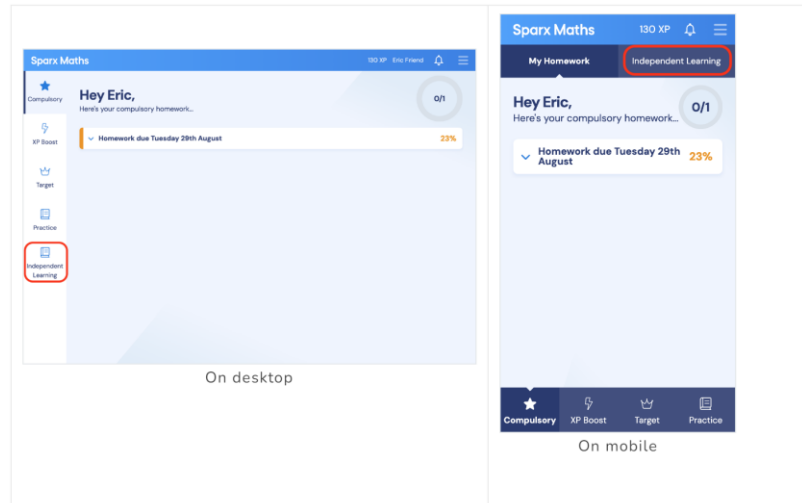 Sparx Maths
130 XP Eric Friend
Compulsory
XP Boost
Target
Practice
Independent
Learning
Hey Eric,
Here's your compulsory homework...
0/1
Homework due Tuesday 29th August
23%
On desktop
Sparx Maths
130 XP
My Homework
Independent Learning
Hey Eric,
Here's your compulsory homework...
0/1
Homework due Tuesday 29th
August
23%
Compulsory
XP Boost
Target
Practice
On mobile